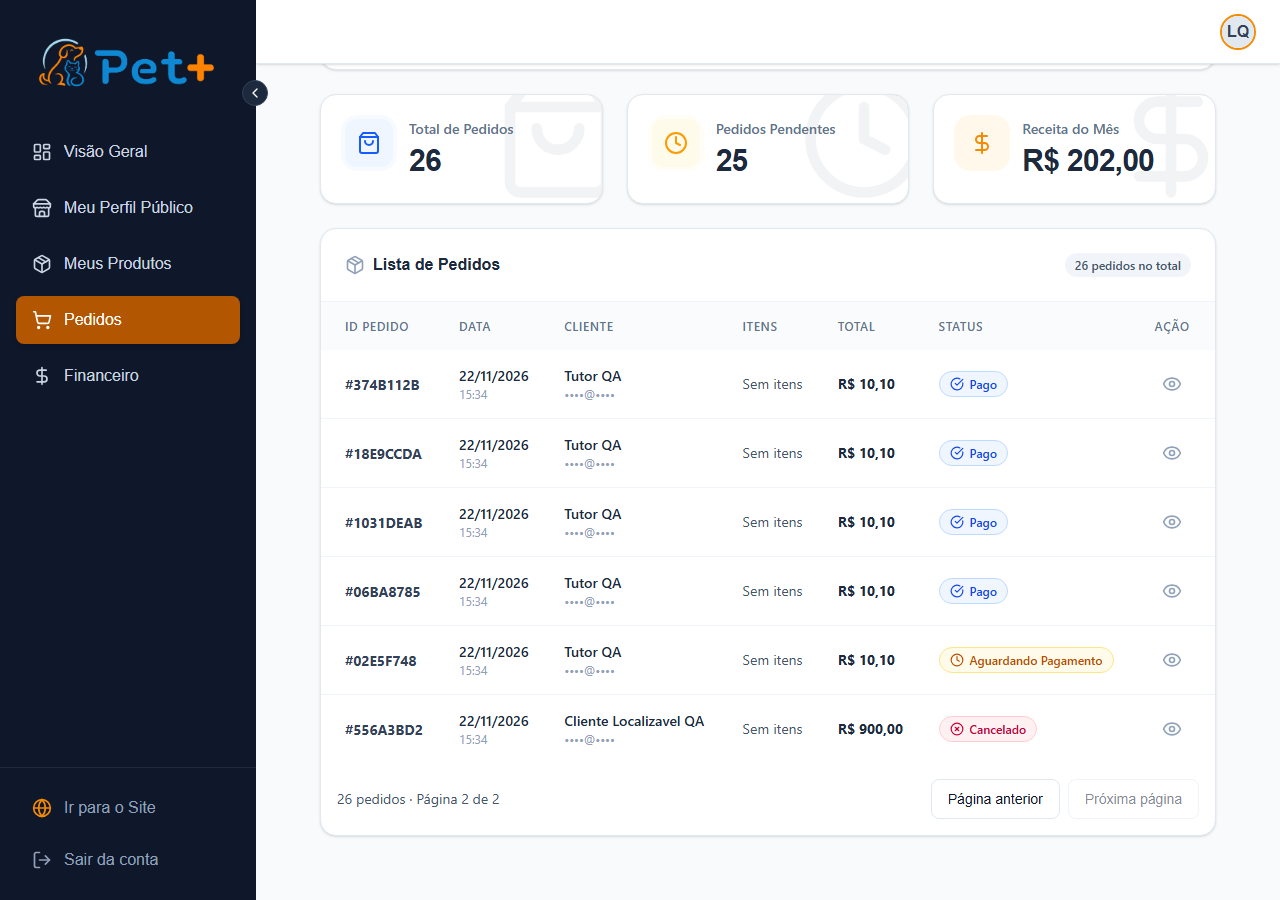 Pet+
LQ
Visão Geral
Meu Perfil Público
Meus Produtos
Pedidos
Financeiro
Ir para o Site
Sair da conta
Total de Pedidos
26
Pedidos Pendentes
25
Receita do Mês
R$ 202,00
Lista de Pedidos
26 pedidos no total
ID PEDIDO DATA CLIENTE ITENS TOTAL STATUS AÇÃO
#374B112B 22/11/2026 Tutor QA Sem itens R$ 10,10 Pago
15:34 ••••@••••
#18E9CCDA 22/11/2026 Tutor QA Sem itens R$ 10,10 Pago
15:34 ••••@••••
#1031DEAB 22/11/2026 Tutor QA Sem itens R$ 10,10 Pago
15:34 ••••@••••
#06BA8785 22/11/2026 Tutor QA Sem itens R$ 10,10 Pago
15:34 ••••@••••
#02E5F748 22/11/2026 Tutor QA Sem itens R$ 10,10 Aguardando Pagamento
15:34 ••••@••••
#556A3BD2 22/11/2026 Cliente Localizavel QA Sem itens R$ 900,00 Cancelado
15:34 ••••@••••
26 pedidos · Página 2 de 2
Página anterior
Próxima página